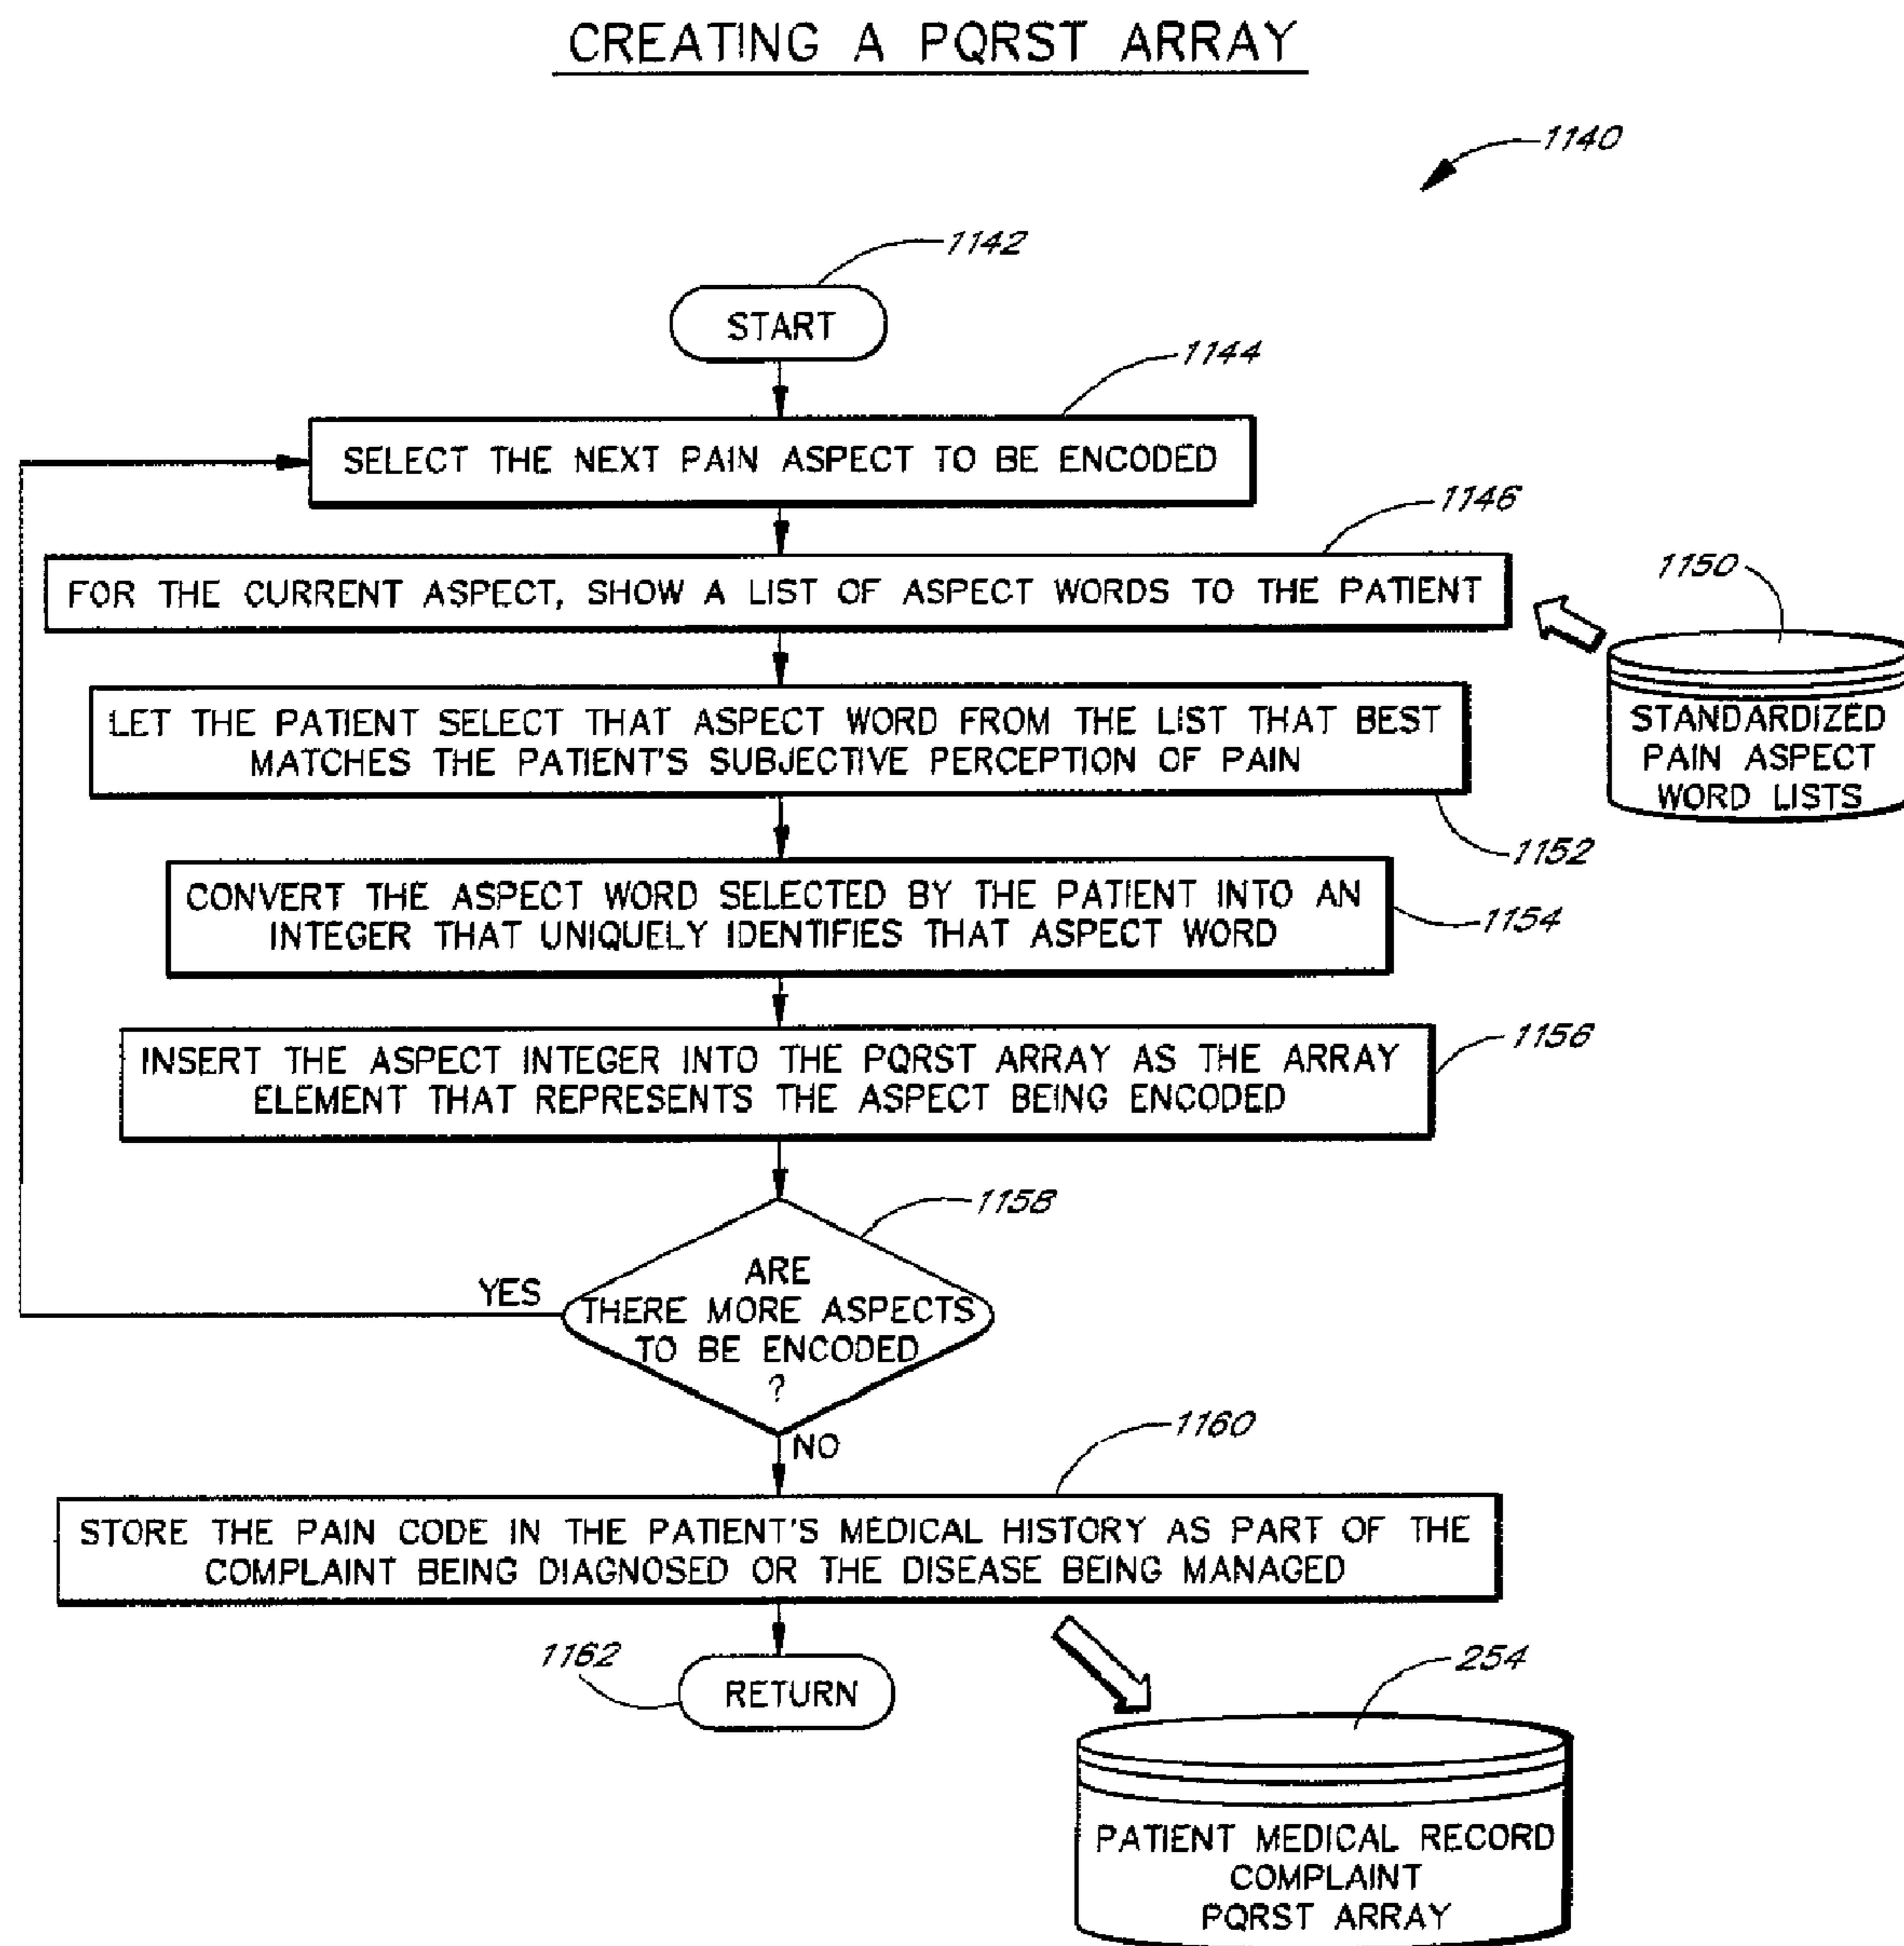 CREATING A PQRST ARRAY
1140
1142
START
1144
SELECT THE NEXT PAIN ASPECT TO BE ENCODED
1146
FOR THE CURRENT ASPECT, SHOW A LIST OF ASPECT WORDS TO THE PATIENT
1150
STANDARDIZED
PAIN ASPECT
WORD LISTS
LET THE PATIENT SELECT THAT ASPECT WORD FROM THE LIST THAT BEST
MATCHES THE PATIENT'S SUBJECTIVE PERCEPTION OF PAIN
1152
CONVERT THE ASPECT WORD SELECTED BY THE PATIENT INTO AN
INTEGER THAT UNIQUELY IDENTIFIES THAT ASPECT WORD
1154
INSERT THE ASPECT INTEGER INTO THE PQRST ARRAY AS THE ARRAY
ELEMENT THAT REPRESENTS THE ASPECT BEING ENCODED
1156
1158
ARE
THERE MORE ASPECTS
TO BE ENCODED
?
YES
NO
1160
STORE THE PAIN CODE IN THE PATIENT'S MEDICAL HISTORY AS PART OF THE
COMPLAINT BEING DIAGNOSED OR THE DISEASE BEING MANAGED
1162
RETURN
254
PATIENT MEDICAL RECORD
COMPLAINT
PQRST ARRAY